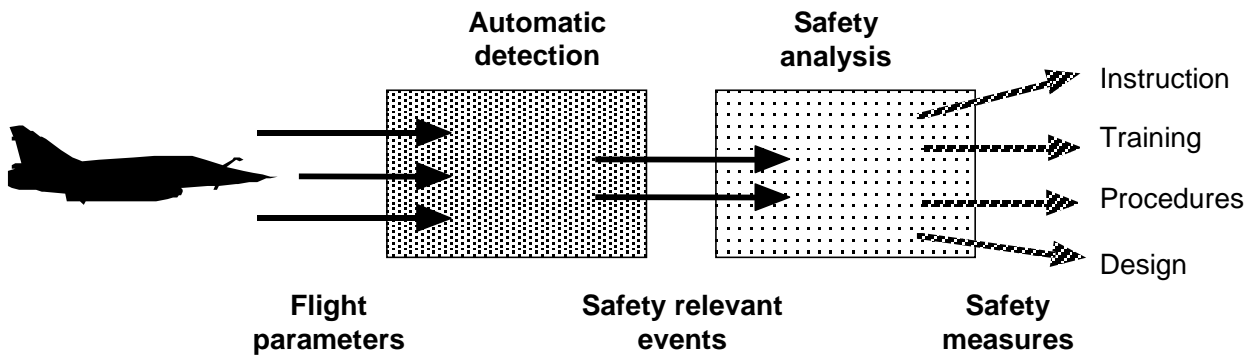 Automatic
detection
Safety
analysis
Instruction
Training
Procedures
Design
Flight
parameters
Safety relevant
events
Safety
measures